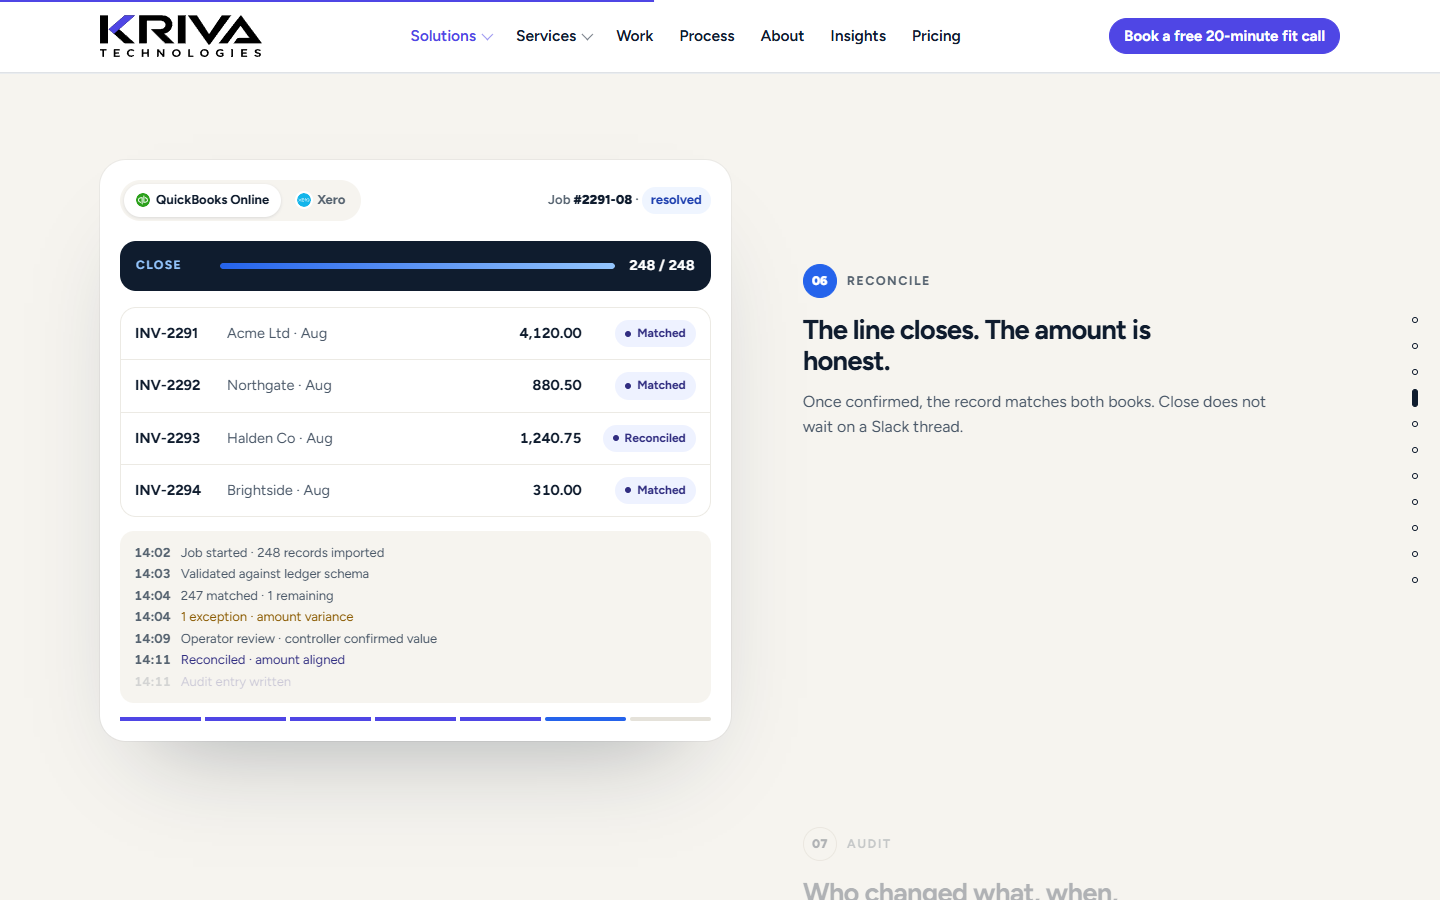 KRIVA
TECHNOLOGIES
Solutions
Services
Work
Process
About
Insights
Pricing
Book a free 20-minute fit call
QuickBooks Online
Xero
Job #2291-08 · resolved
CLOSE
248 / 248
INV-2291 Acme Ltd · Aug 4,120.00 Matched
INV-2292 Northgate · Aug 880.50 Matched
INV-2293 Halden Co · Aug 1,240.75 Reconciled
INV-2294 Brightside · Aug 310.00 Matched
14:02 Job started · 248 records imported
14:03 Validated against ledger schema
14:04 247 matched · 1 remaining
14:04 1 exception · amount variance
14:09 Operator review · controller confirmed value
14:11 Reconciled · amount aligned
14:11 Audit entry written
06 RECONCILE
The line closes. The amount is
honest.
Once confirmed, the record matches both books. Close does not
wait on a Slack thread.
07 AUDIT
Who changed what, when.